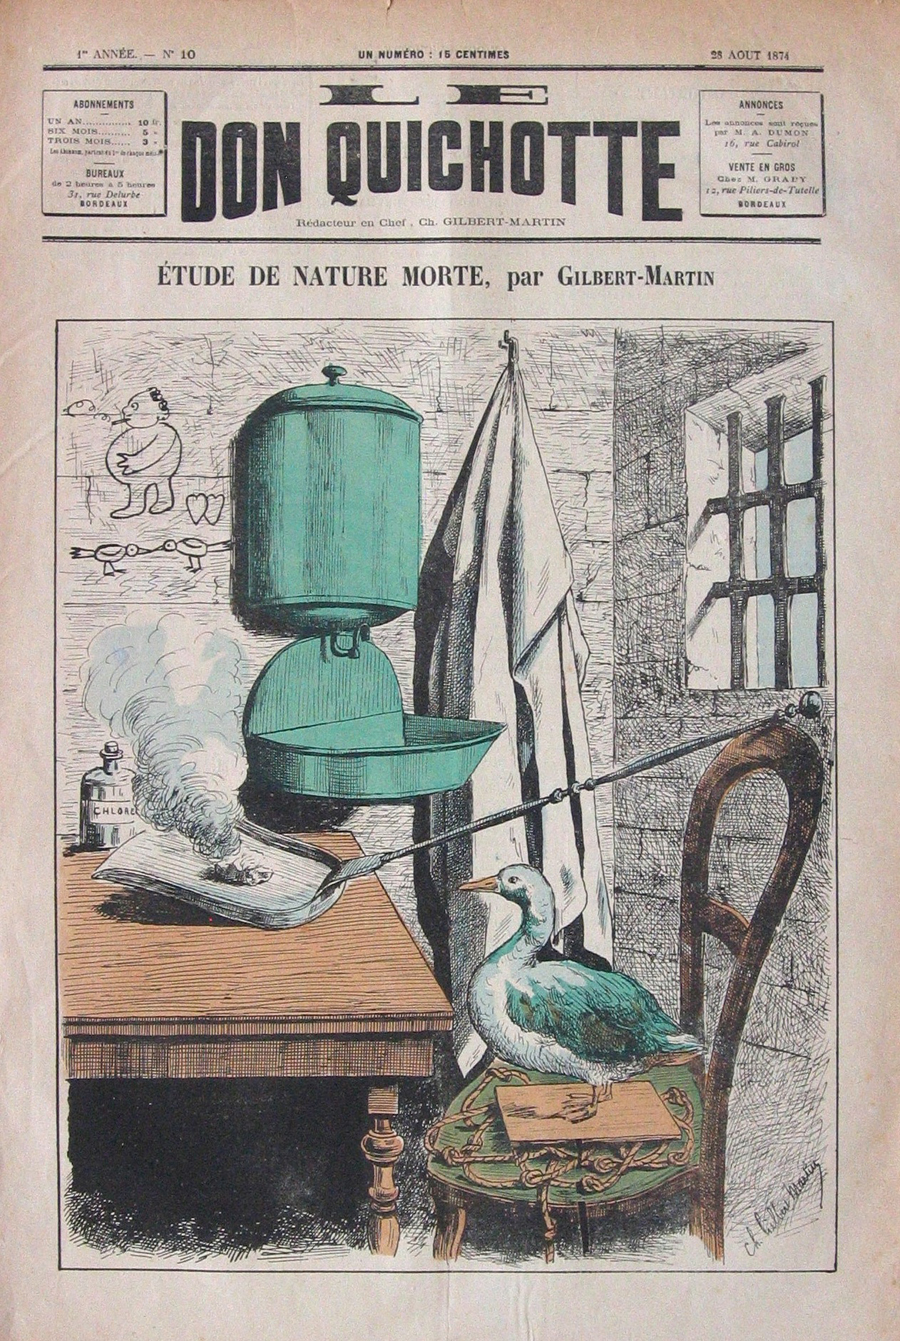 1re ANNÉE. — No 10
UN NUMÉRO : 15 CENTIMES
28 AOUT 1874
ABONNEMENTS
UN AN.............. 10 fr.
SIX MOIS......... 5 »
TROIS MOIS...... 3 »
BUREAUX
de 2 heures à 5 heures
31, rue Delurbe
BORDEAUX
LE
DON QUICHOTTE
Rédacteur en Chef, Ch. GILBERT-MARTIN
ANNONCES
Les annonces sont reçues
par M. A. DUMON
16, rue Cabirol
VENTE EN GROS
Chez M. GRAPY
12, rue Piliers-de-Tutelle
BORDEAUX
ÉTUDE DE NATURE MORTE, par GILBERT-MARTIN
CHLORE
Ch. Gilbert Martin